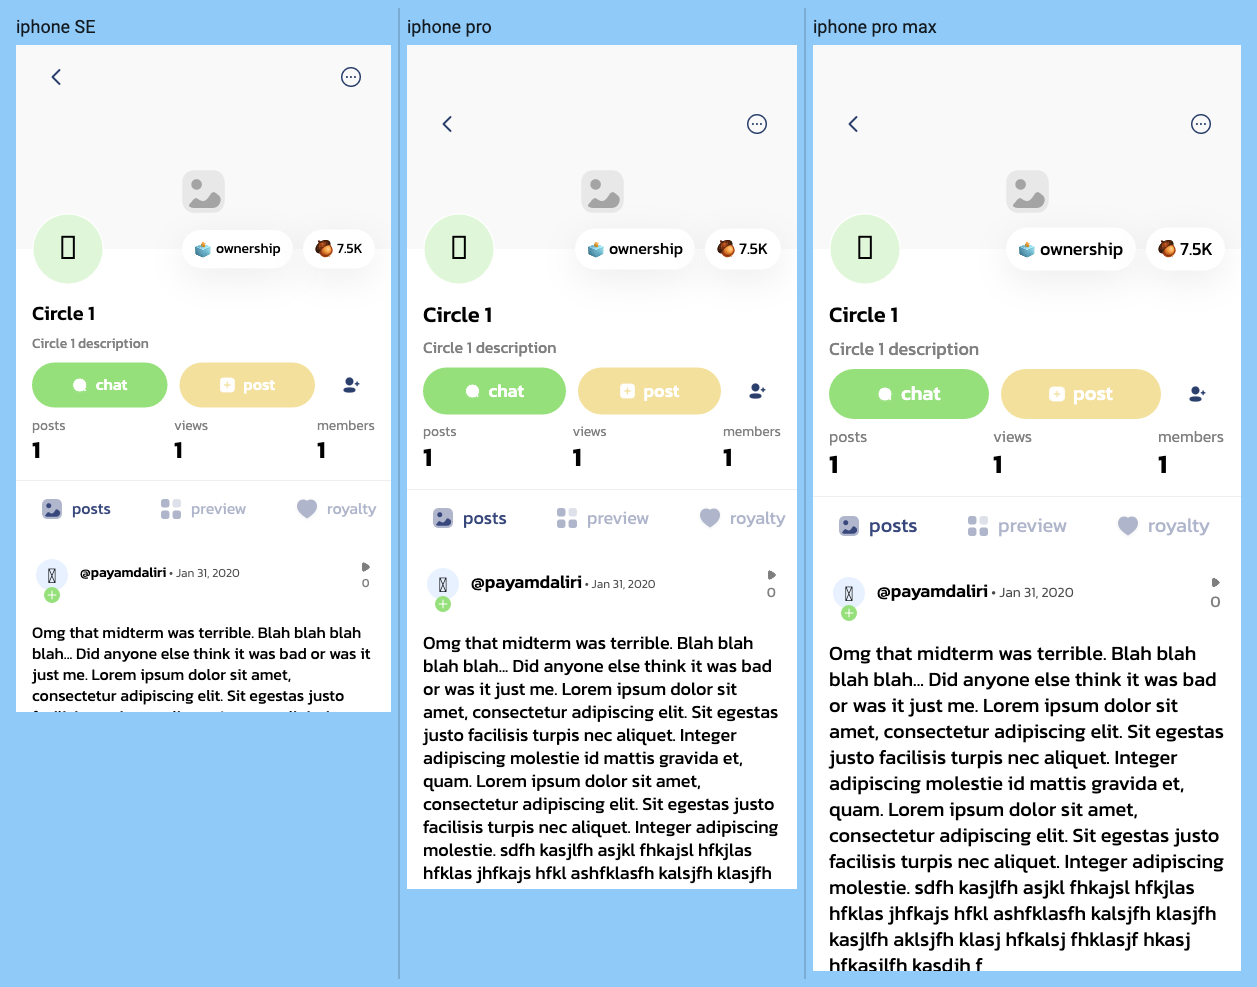 iphone SE
ownership
7.5K
Circle 1
Circle 1 description
chat
post
posts
views
members
1
1
1
posts
preview
royalty
@payamdaliri • Jan 31, 2020
0
Omg that midterm was terrible. Blah blah blah
blah... Did anyone else think it was bad or was it
just me. Lorem ipsum dolor sit amet,
consectetur adipiscing elit. Sit egestas justo
iphone pro
ownership
7.5K
Circle 1
Circle 1 description
chat
post
posts
views
members
1
1
1
posts
preview
royalty
@payamdaliri • Jan 31, 2020
0
Omg that midterm was terrible. Blah blah
blah blah... Did anyone else think it was bad
or was it just me. Lorem ipsum dolor sit
amet, consectetur adipiscing elit. Sit egestas
justo facilisis turpis nec aliquet. Integer
adipiscing molestie id mattis gravida et,
quam. Lorem ipsum dolor sit amet,
consectetur adipiscing elit. Sit egestas justo
facilisis turpis nec aliquet. Integer adipiscing
molestie. sdfh kasjlfh asjkl fhkajsl hfkjlas
hfklas jhfkajs hfkl ashfklasfh kalsjfh klasjfh
iphone pro max
ownership
7.5K
Circle 1
Circle 1 description
chat
post
posts
views
members
1
1
1
posts
preview
royalty
@payamdaliri • Jan 31, 2020
0
Omg that midterm was terrible. Blah blah
blah blah... Did anyone else think it was bad
or was it just me. Lorem ipsum dolor sit
amet, consectetur adipiscing elit. Sit egestas
justo facilisis turpis nec aliquet. Integer
adipiscing molestie id mattis gravida et,
quam. Lorem ipsum dolor sit amet,
consectetur adipiscing elit. Sit egestas justo
facilisis turpis nec aliquet. Integer adipiscing
molestie. sdfh kasjlfh asjkl fhkajsl hfkjlas
hfklas jhfkajs hfkl ashfklasfh kalsjfh klasjfh
kasjlfh aklsjfh klasj hfkalsj fhklasjf hkasj
hfkasjlfh kasdjh f